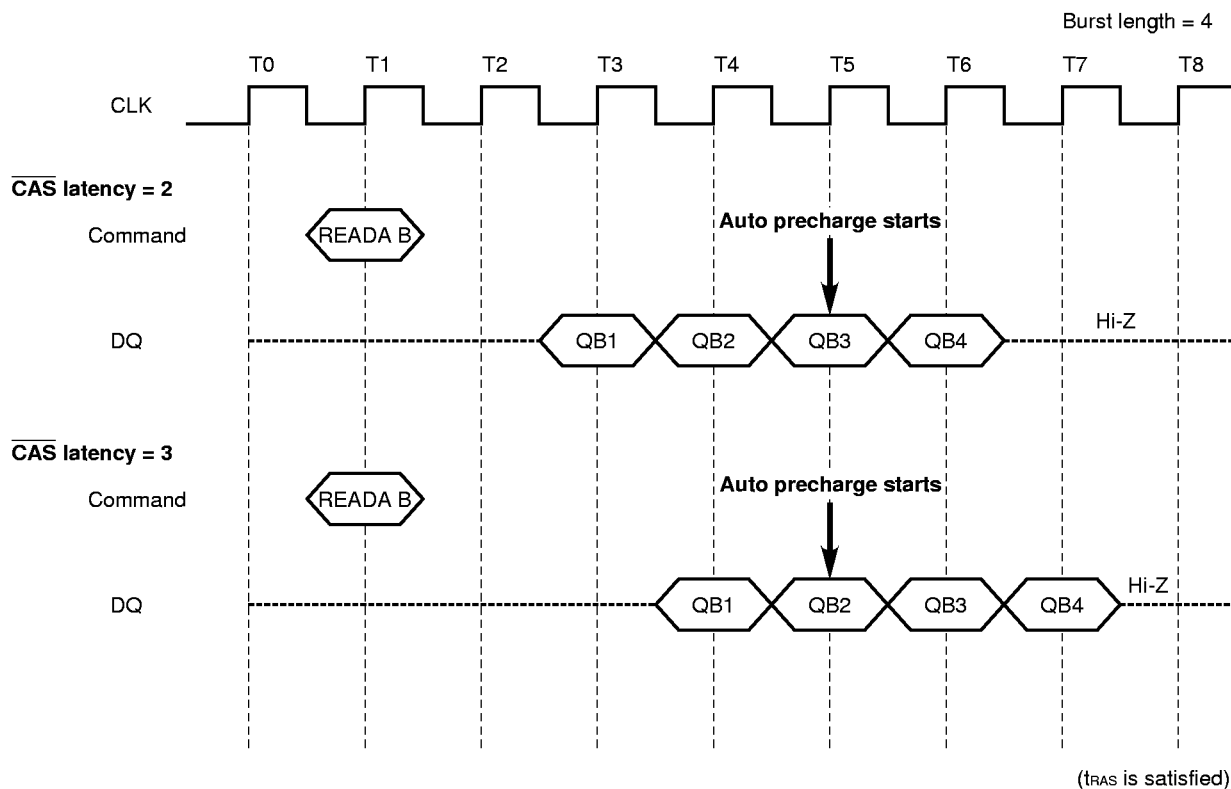 Burst length = 4
T0 T1 T2 T3 T4 T5 T6 T7 T8
CLK
CAS latency = 2
Auto precharge starts
Command READA B
Hi-Z
DQ QB1 QB2 QB3 QB4
CAS latency = 3
Auto precharge starts
Command READA B
Hi-Z
DQ QB1 QB2 QB3 QB4
(tRAS is satisfied)